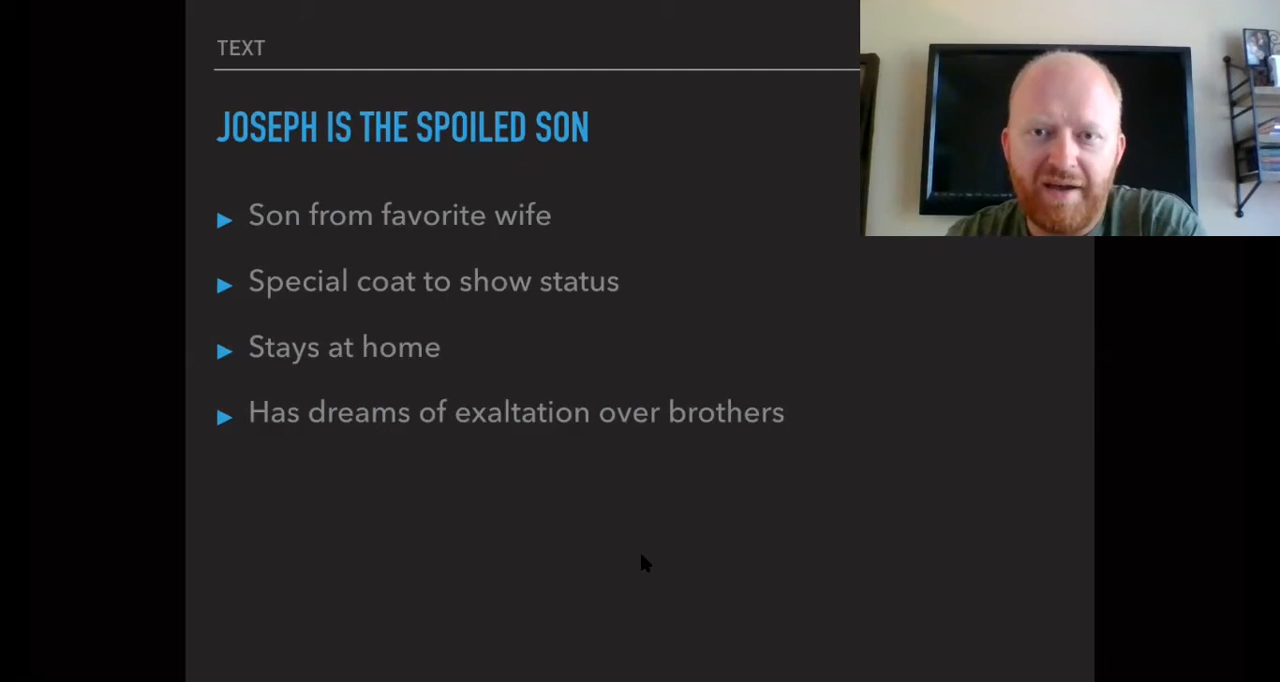 TEXT
JOSEPH IS THE SPOILED SON
Son from favorite wife
Special coat to show status
Stays at home
Has dreams of exaltation over brothers